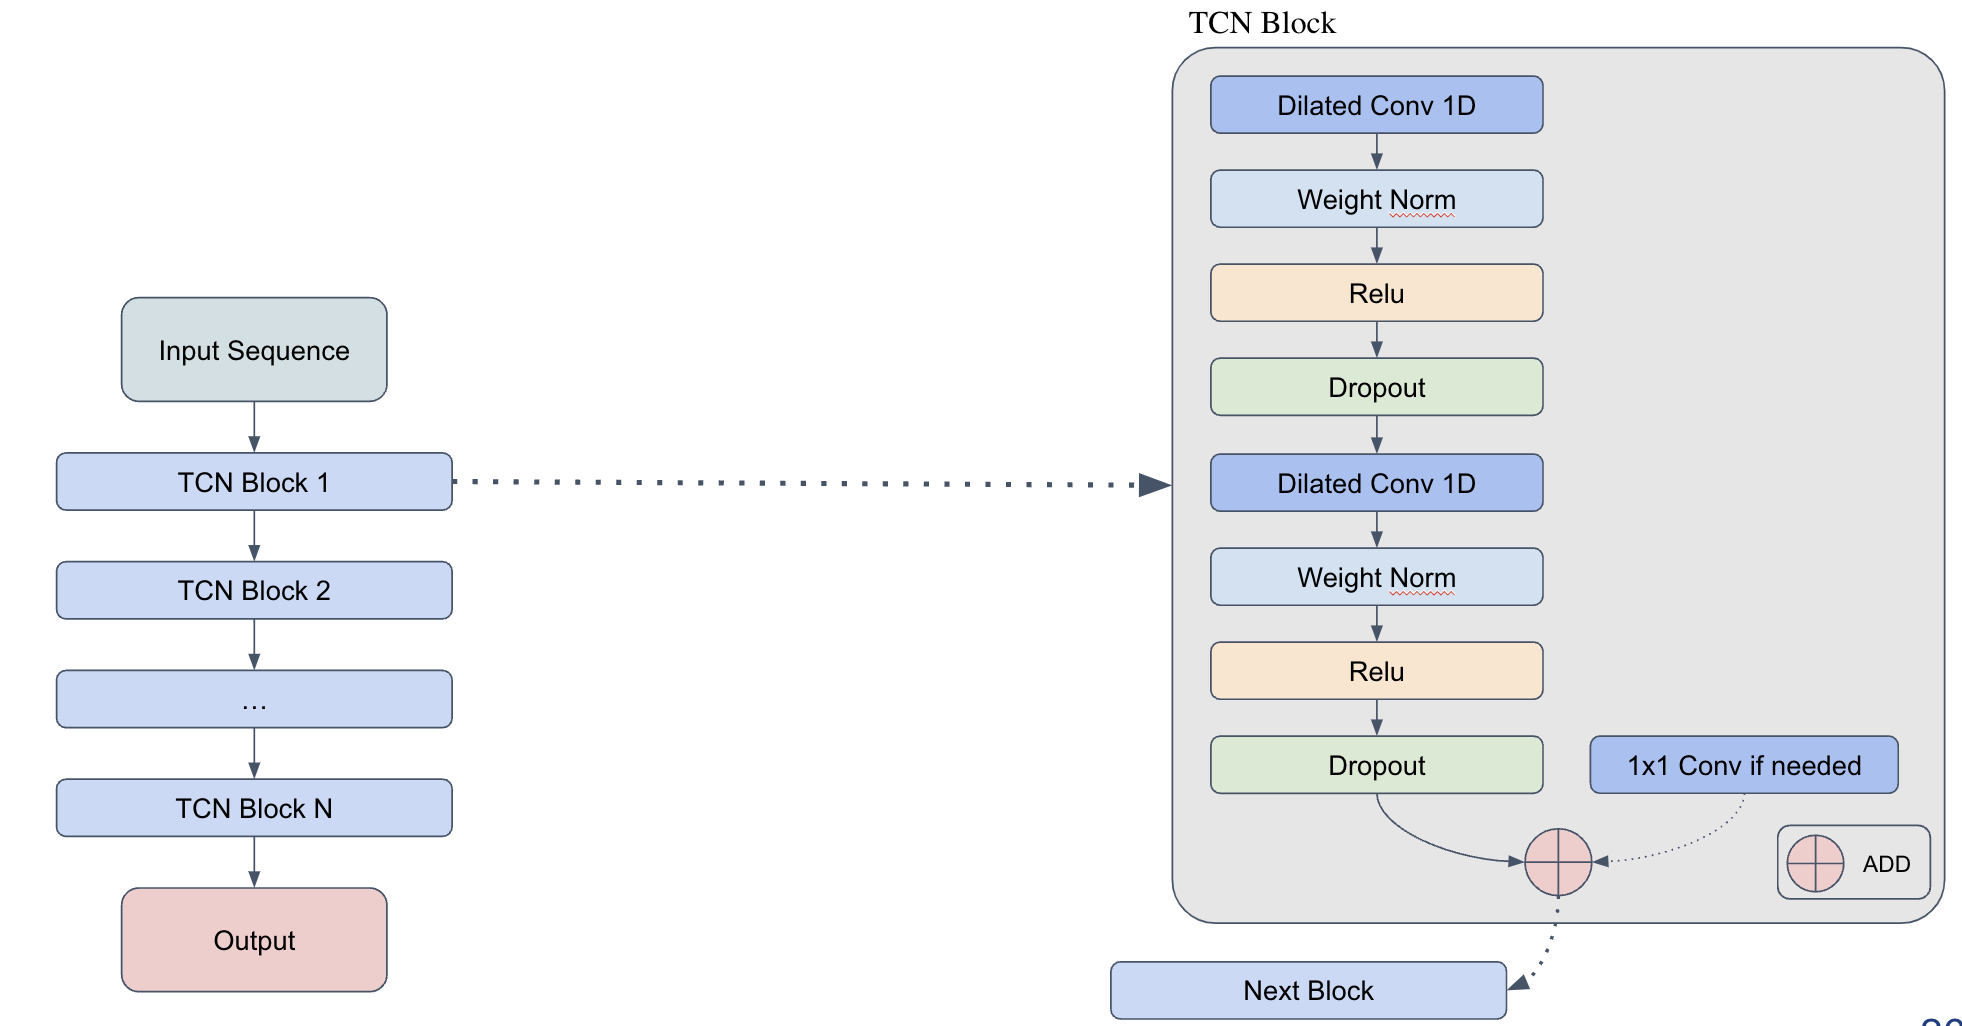 TCN Block
Input Sequence
TCN Block 1
TCN Block 2
...
TCN Block N
Output
Dilated Conv 1D
Weight Norm
Relu
Dropout
Dilated Conv 1D
Weight Norm
Relu
Dropout
1x1 Conv if needed
ADD
Next Block